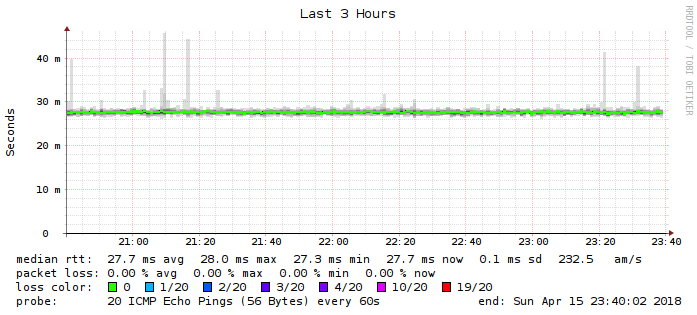 Last 3 Hours
RRDTOOL / TOBI OETIKER
Seconds
40 m
30 m
20 m
10 m
0
21:00 21:20 21:40 22:00 22:20 22:40 23:00 23:20 23:40
median rtt: 27.7 ms avg 28.0 ms max 27.3 ms min 27.7 ms now 0.1 ms sd 232.5 am/s
packet loss: 0.00 % avg 0.00 % max 0.00 % min 0.00 % now
loss color: 0 1/20 2/20 3/20 4/20 10/20 19/20
probe: 20 ICMP Echo Pings (56 Bytes) every 60s end: Sun Apr 15 23:40:02 2018